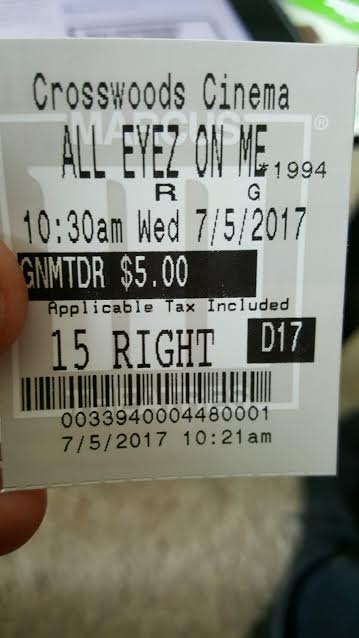 Crosswoods Cinema
MARCUS®
ALL EYEZ ON ME *1994
R G
10:30am Wed 7/5/2017
GNMTDR $5.00
Applicable Tax Included
15 RIGHT D17
0033940004480001
7/5/2017 10:21am